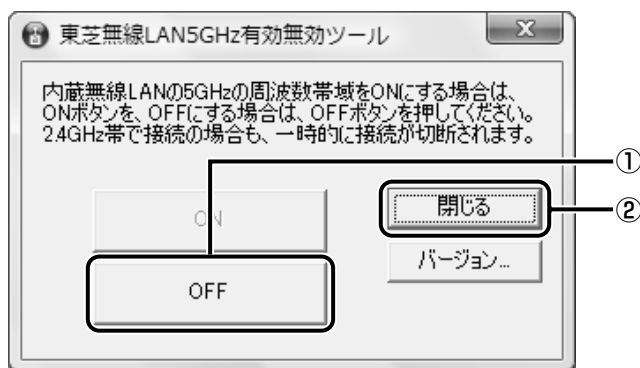 東芝無線LAN5GHz有効無効ツール
内蔵無線LANの5GHzの周波数帯域をONにする場合は、
ONボタンを、OFFにする場合は、OFFボタンを押してください。
2.4GHz帯で接続の場合も、一時的に接続が切断されます。
①
ON
閉じる
②
バージョン...
OFF